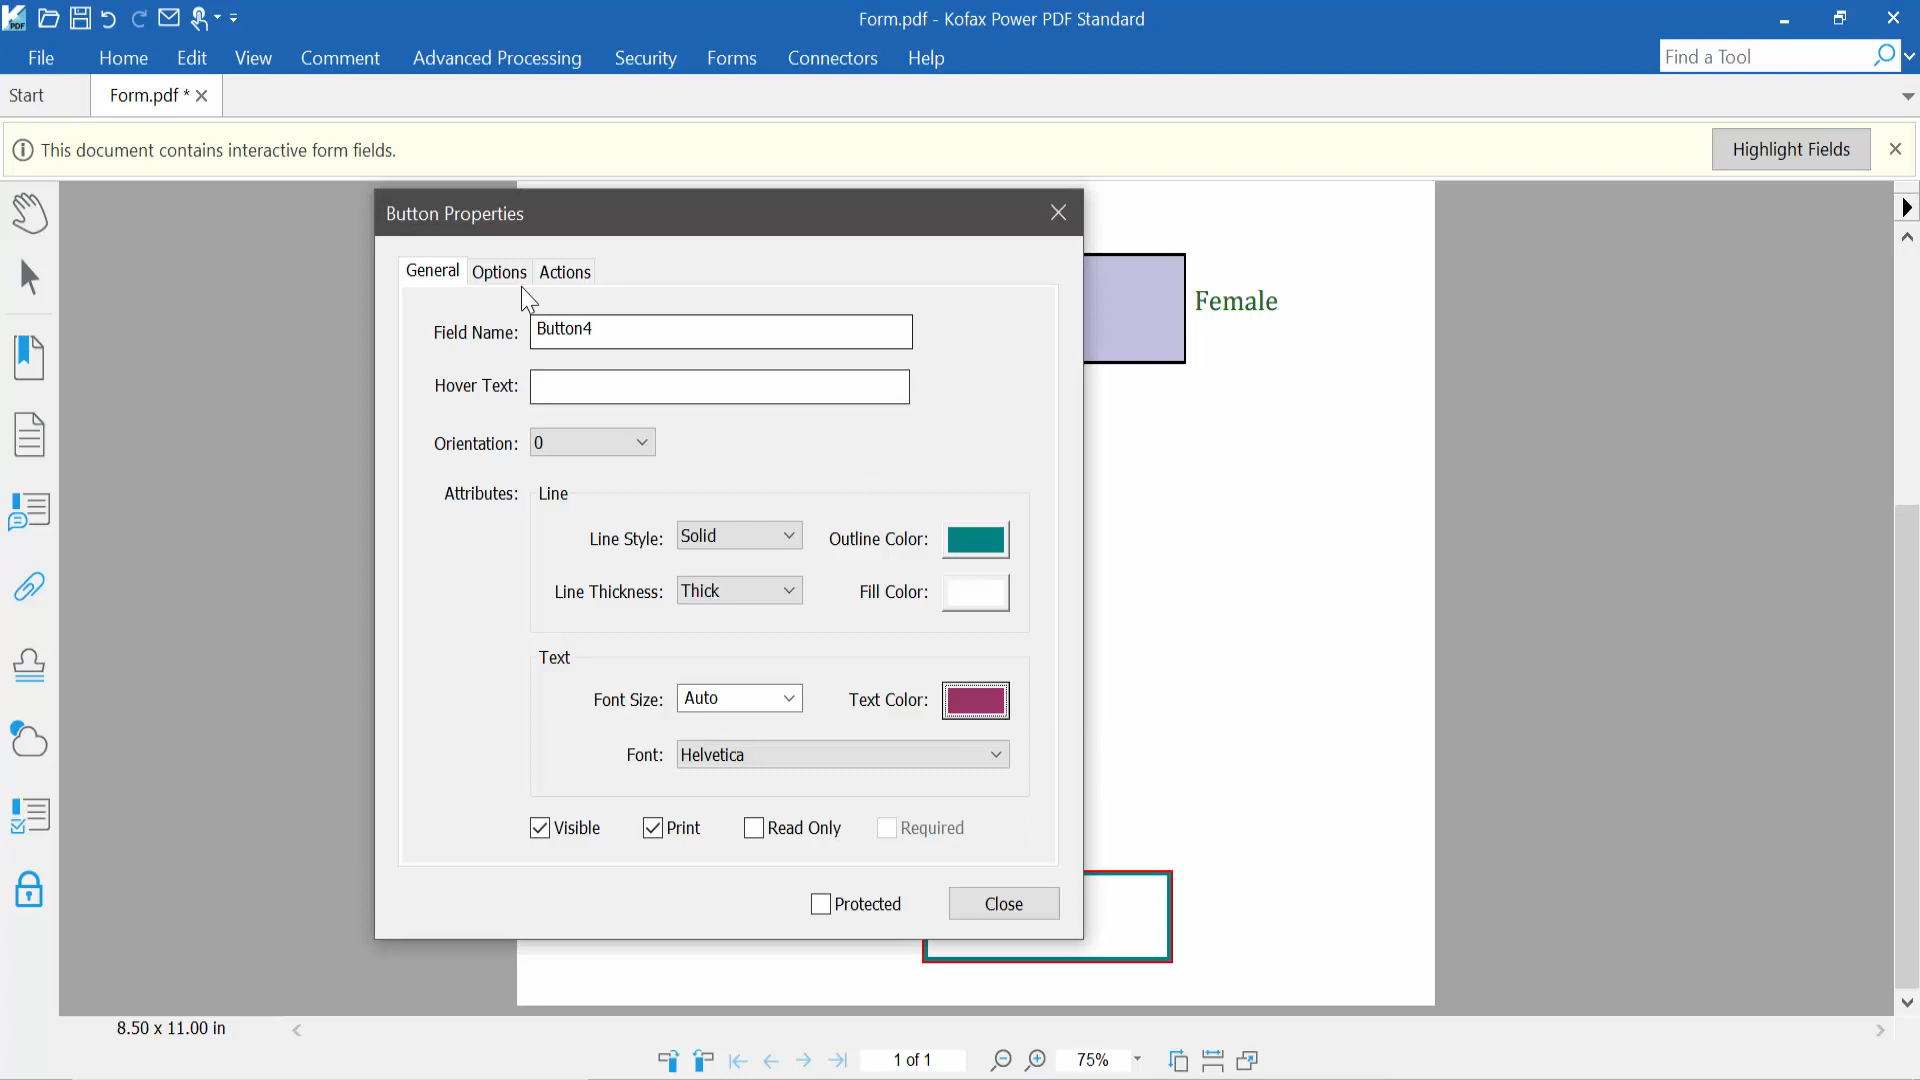 Form.pdf - Kofax Power PDF Standard
File Home Edit View Comment Advanced Processing Security Forms Connectors Help Find a Tool
Start Form.pdf *
This document contains interactive form fields. Highlight Fields
Button Properties
General Options Actions
Female
Field Name: Button4
Hover Text:
Orientation: 0
Attributes: Line
Line Style: Solid Outline Color:
Line Thickness: Thick Fill Color:
Text
Font Size: Auto Text Color:
Font: Helvetica
Visible Print Read Only Required
Protected Close
8.50 x 11.00 in
1 of 1 75%